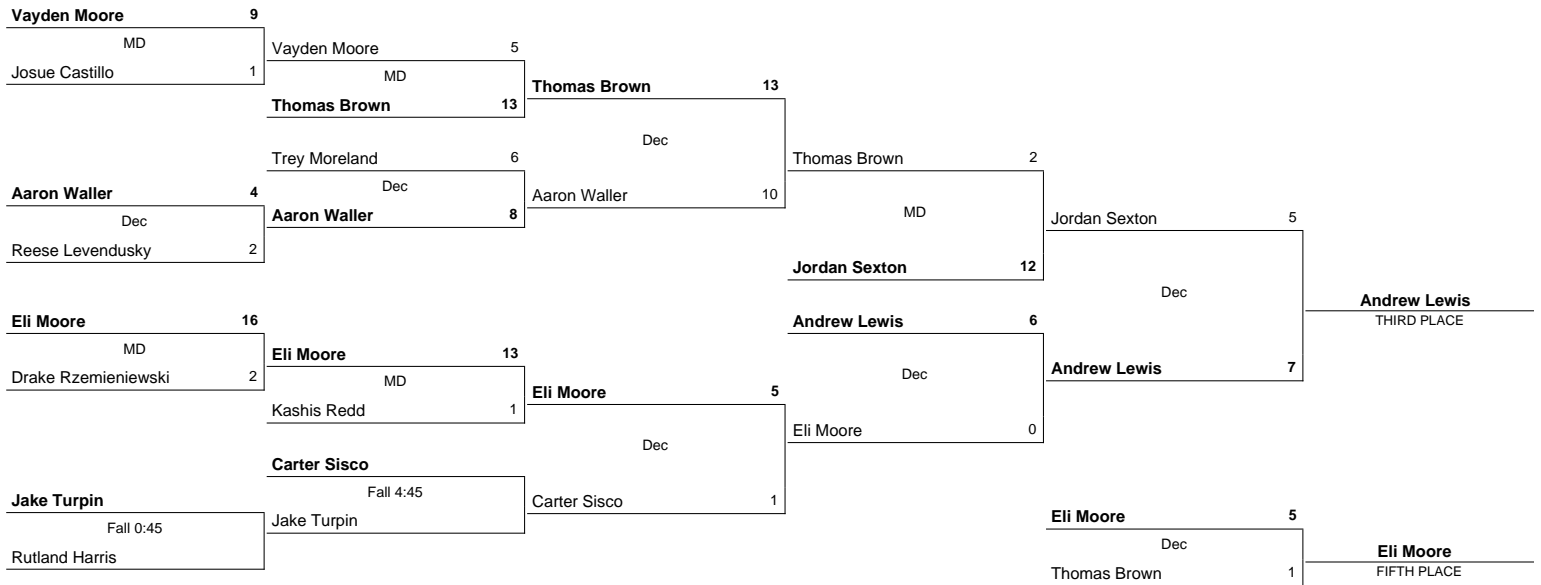 Vayden Moore 9
MD
Josue Castillo 1
Aaron Waller 4
Dec
Reese Levendusky 2
Eli Moore 16
MD
Drake Rzemieniewski 2
Jake Turpin
Fall 0:45
Rutland Harris
Vayden Moore 5
MD
Thomas Brown 13
Trey Moreland 6
Dec
Aaron Waller 8
Eli Moore 13
MD
Kashis Redd 1
Carter Sisco
Fall 4:45
Jake Turpin
Thomas Brown 13
Dec
Aaron Waller 10
Eli Moore 5
Dec
Carter Sisco 1
Thomas Brown 2
MD
Jordan Sexton 12
Andrew Lewis 6
Dec
Eli Moore 0
Jordan Sexton 5
Dec
Andrew Lewis 7
Andrew Lewis
THIRD PLACE
Eli Moore 5
Dec
Thomas Brown 1
Eli Moore
FIFTH PLACE